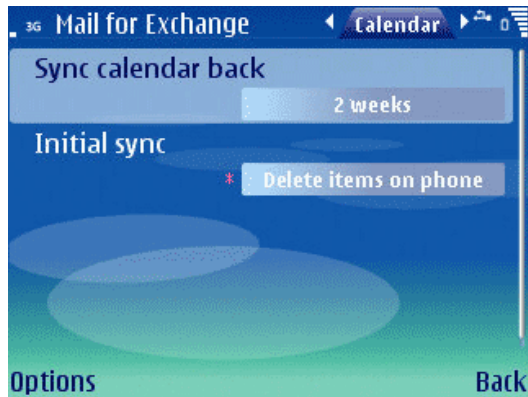 3G Mail for Exchange Calendar
Sync calendar back
2 weeks
Initial sync
* Delete items on phone
Options Back